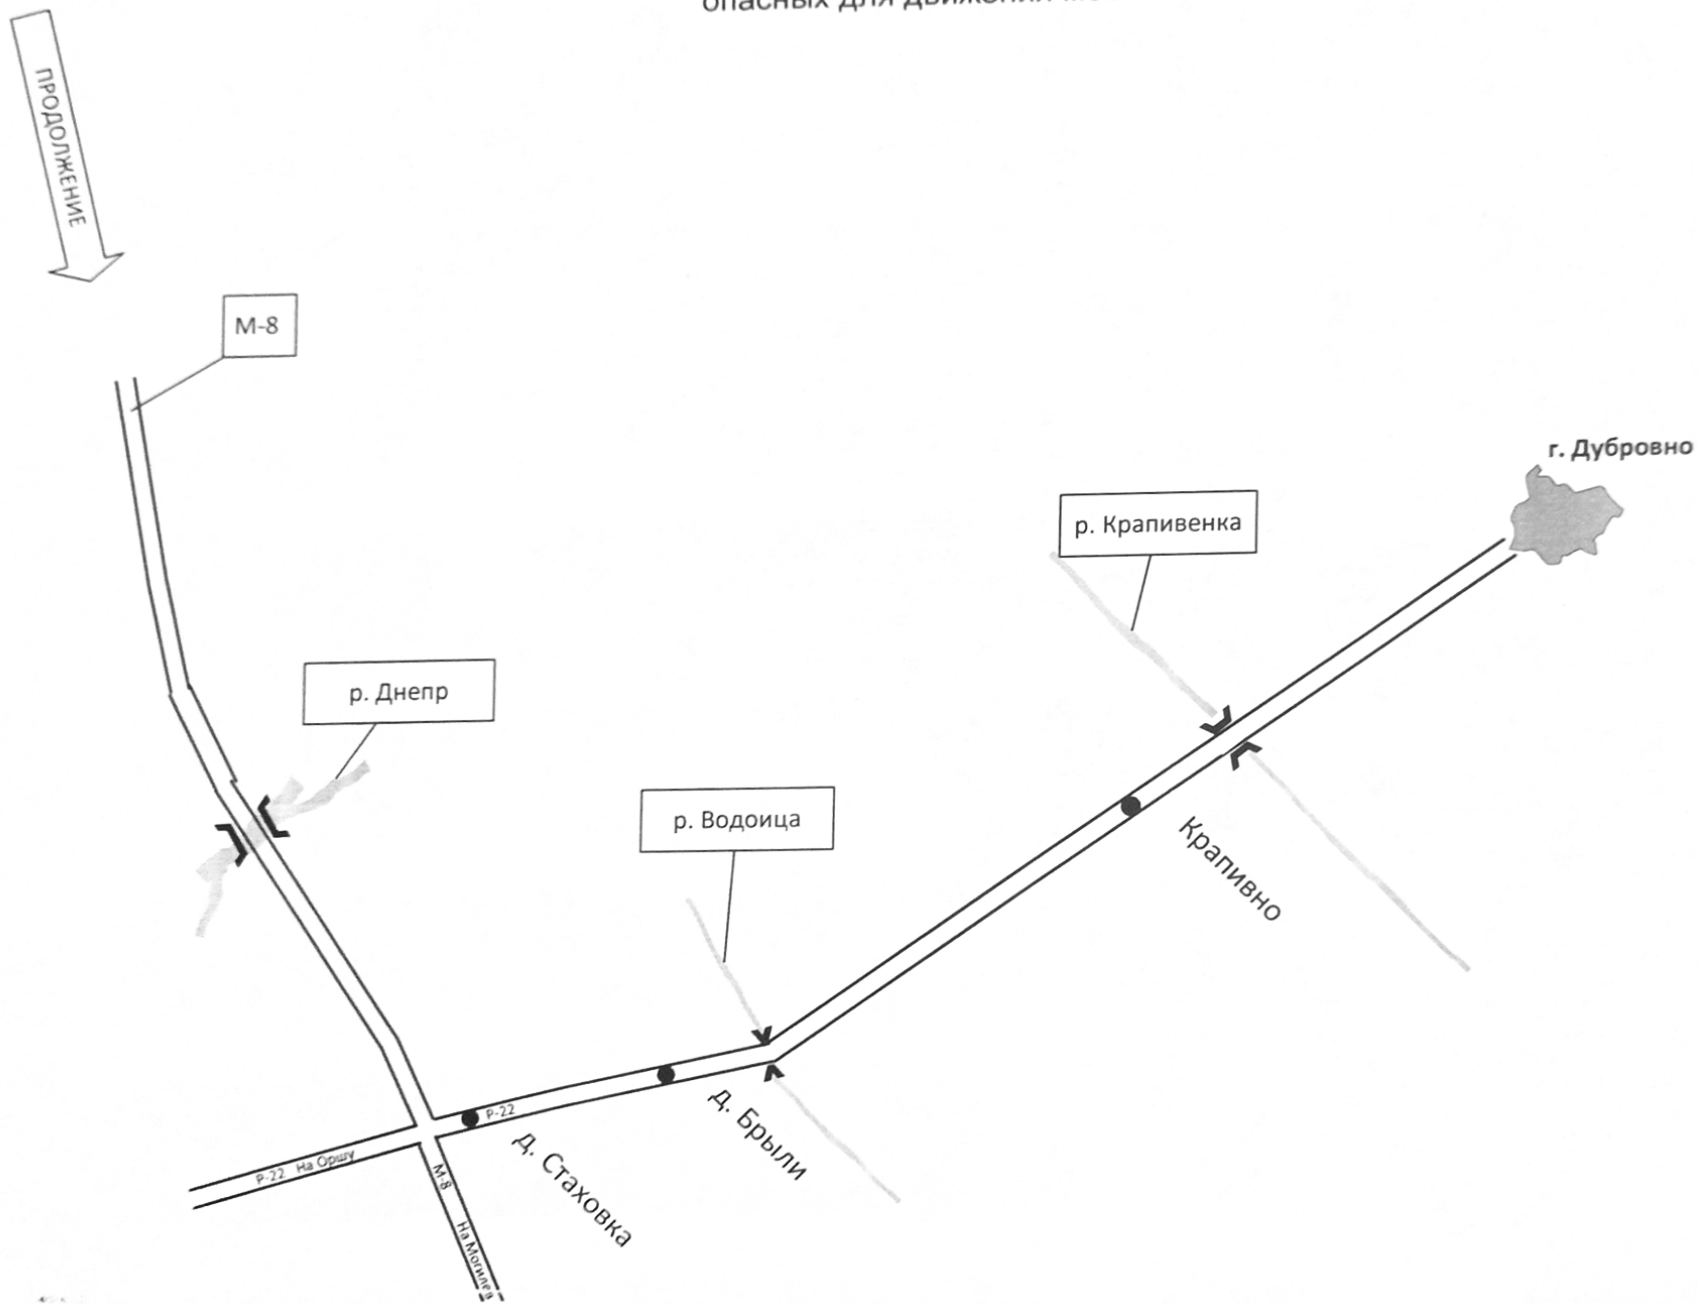 опасных для движения
ПРОДОЛЖЕНИЕ
М-8
г. Дубровно
р. Крапивенка
р. Днепр
р. Водоица
Крапивно
д. Брыли
Р-22
д. Стаховка
Р-22 На Оршу
М-8
На Могилев